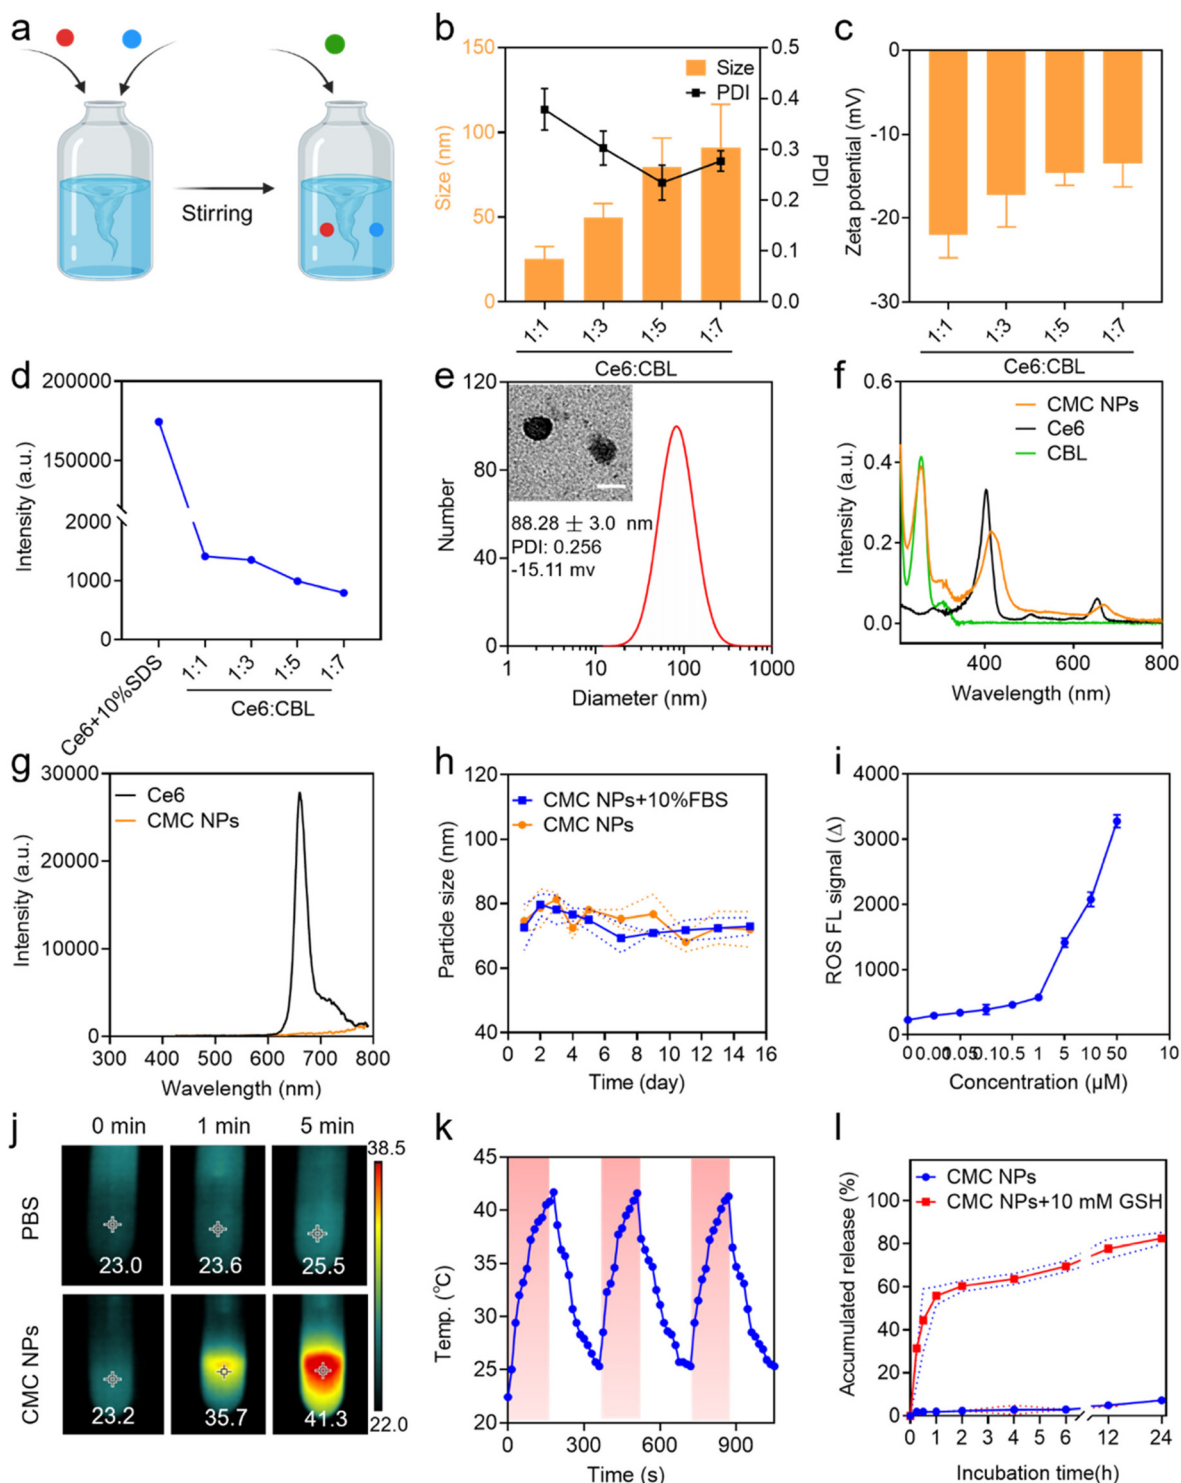 a
Stirring
b
Size
PDI
Size (nm)
150
100
50
0
PDI
0.5
0.4
0.3
0.2
0.1
0.0
1:1
1:3
1:5
1:7
Ce6:CBL
c
Zeta potential (mV)
0
-10
-20
-30
1:1
1:3
1:5
1:7
Ce6:CBL
d
Intensity (a.u.)
200000
150000
2000
1000
0
Ce6+10%SDS
1:1
1:3
1:5
1:7
Ce6:CBL
e
Number
120
80
40
0
88.28 ± 3.0 nm
PDI: 0.256
-15.11 mv
1
10
100
1000
Diameter (nm)
f
CMC NPs
Ce6
CBL
Intensity (a.u.)
0.6
0.4
0.2
0.0
400
600
800
Wavelength (nm)
g
Ce6
CMC NPs
Intensity (a.u.)
30000
20000
10000
0
300
400
500
600
700
800
Wavelength (nm)
h
CMC NPs+10%FBS
CMC NPs
Particle size (nm)
120
100
80
60
40
0
2
4
6
8
10
12
14
16
Time (day)
i
ROS FL signal (Δ)
4000
3000
2000
1000
0
0
0.1
0.5
1
5
10
50
10
Concentration (μM)
j
0 min
1 min
5 min
PBS
23.0
23.6
25.5
CMC NPs
23.2
35.7
41.3
38.5
22.0
k
Temp. (°C)
45
40
35
30
25
20
0
300
600
900
Time (s)
l
CMC NPs
CMC NPs+10 mM GSH
Accumulated release (%)
100
80
60
40
20
0
0
1
2
3
4
5
6
12
24
Incubation time(h)